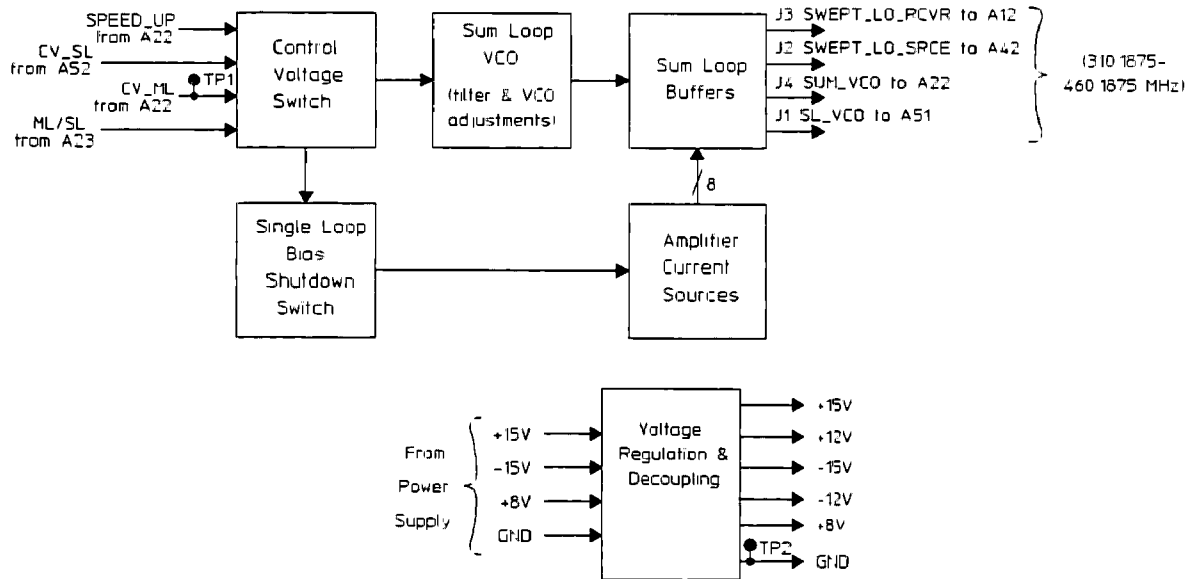 SPEED_UP
from A22
CV_SL
from A52
TP1
CV_ML
from A22
ML/SL
from A23
Control
Voltage
Switch
Sum Loop
VCO
(filter & VCO
adjustments)
Sum Loop
Buffers
J3 SWEPT_LO_RCVR to A12
J2 SWEPT_LO_SRCE to A42
J4 SUM_VCO to A22
J1 SL_VCO to A51
(310 1875-
460 1875 MHz)
8
Single Loop
Bias
Shutdown
Switch
Amplifier
Current
Sources
From
Power
Supply
+15V
-15V
+8V
GND
Voltage
Regulation &
Decoupling
+15V
+12V
-15V
-12V
+8V
TP2
GND